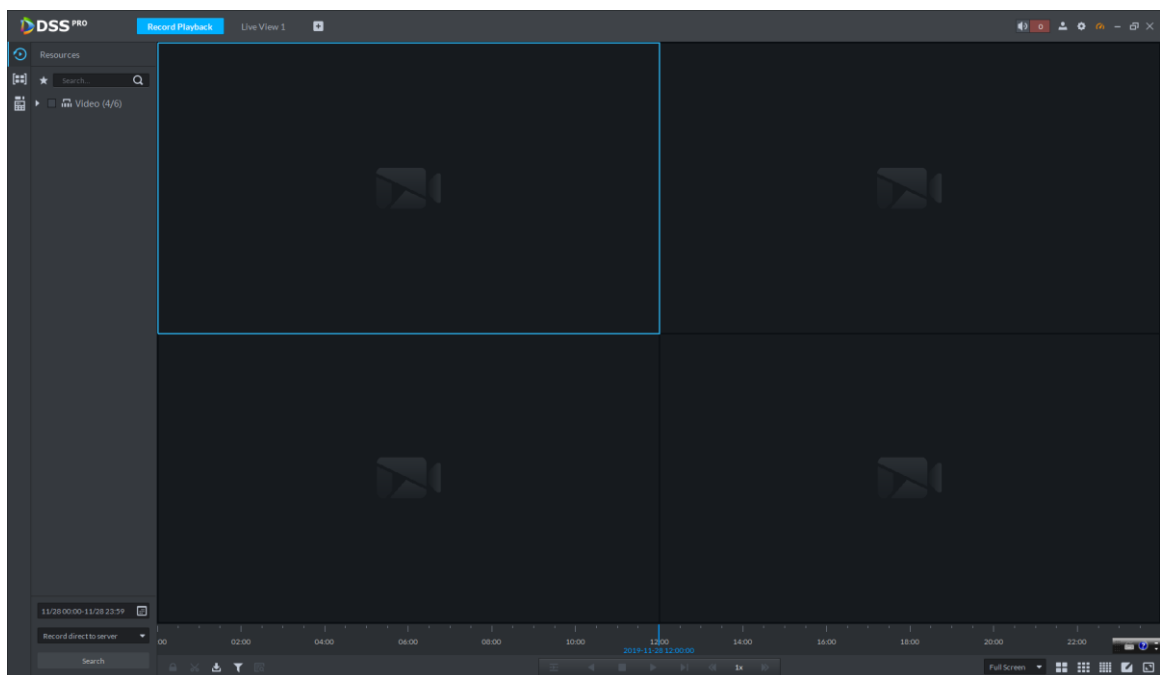 DSS PRO
Record Playback
Live View 1
0
Resources
Search...
Video (4/6)
11/28 00:00-11/28 23:59
Record direct to server
Search
:00 02:00 04:00 06:00 08:00 10:00 12:00 14:00 16:00 18:00 20:00 22:00
2019-11-28 12:00:00
1x
Full Screen